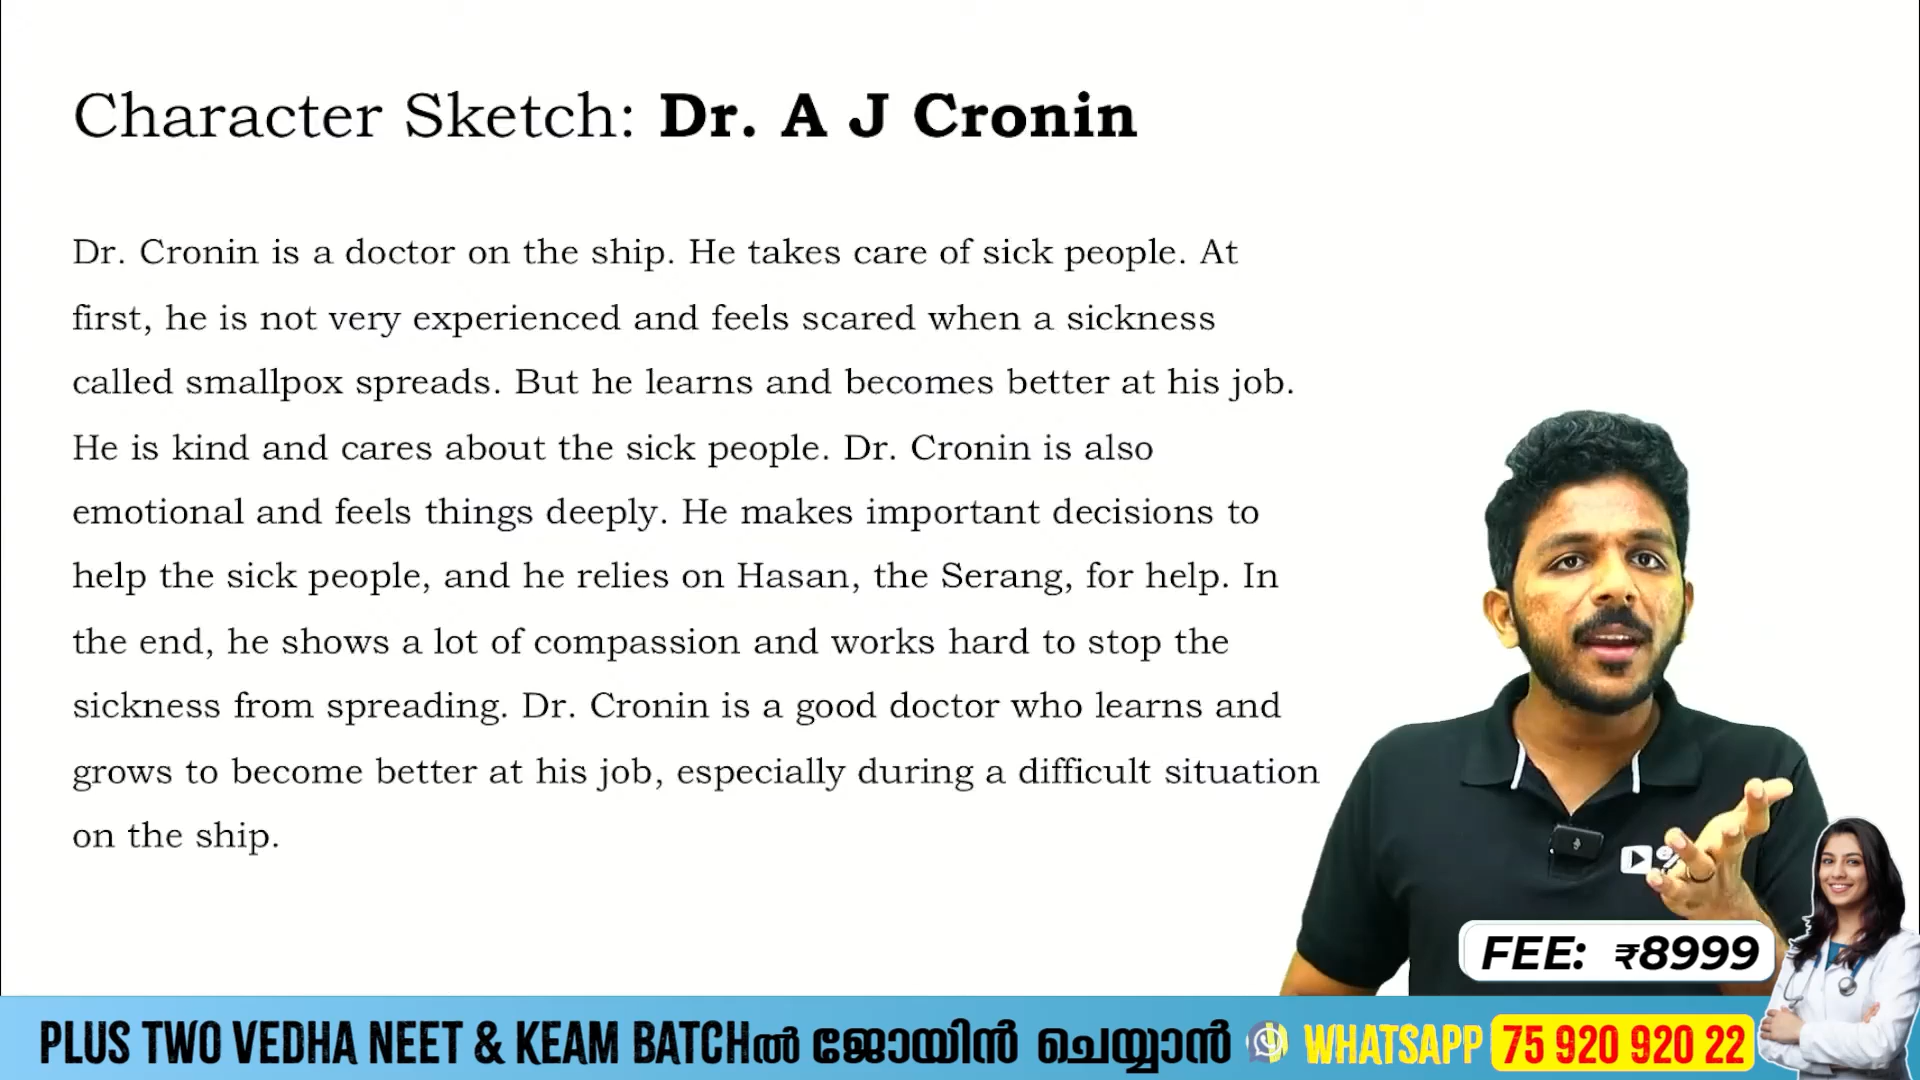 Character Sketch: Dr. A J Cronin
Dr. Cronin is a doctor on the ship. He takes care of sick people. At
first, he is not very experienced and feels scared when a sickness
called smallpox spreads. But he learns and becomes better at his job.
He is kind and cares about the sick people. Dr. Cronin is also
emotional and feels things deeply. He makes important decisions to
help the sick people, and he relies on Hasan, the Serang, for help. In
the end, he shows a lot of compassion and works hard to stop the
sickness from spreading. Dr. Cronin is a good doctor who learns and
grows to become better at his job, especially during a difficult situation
on the ship.
FEE: ₹8999
PLUS TWO VEDHA NEET & KEAM BATCHൽ ജോയിൻ ചെയ്യാൻ WHATSAPP 75 920 920 22